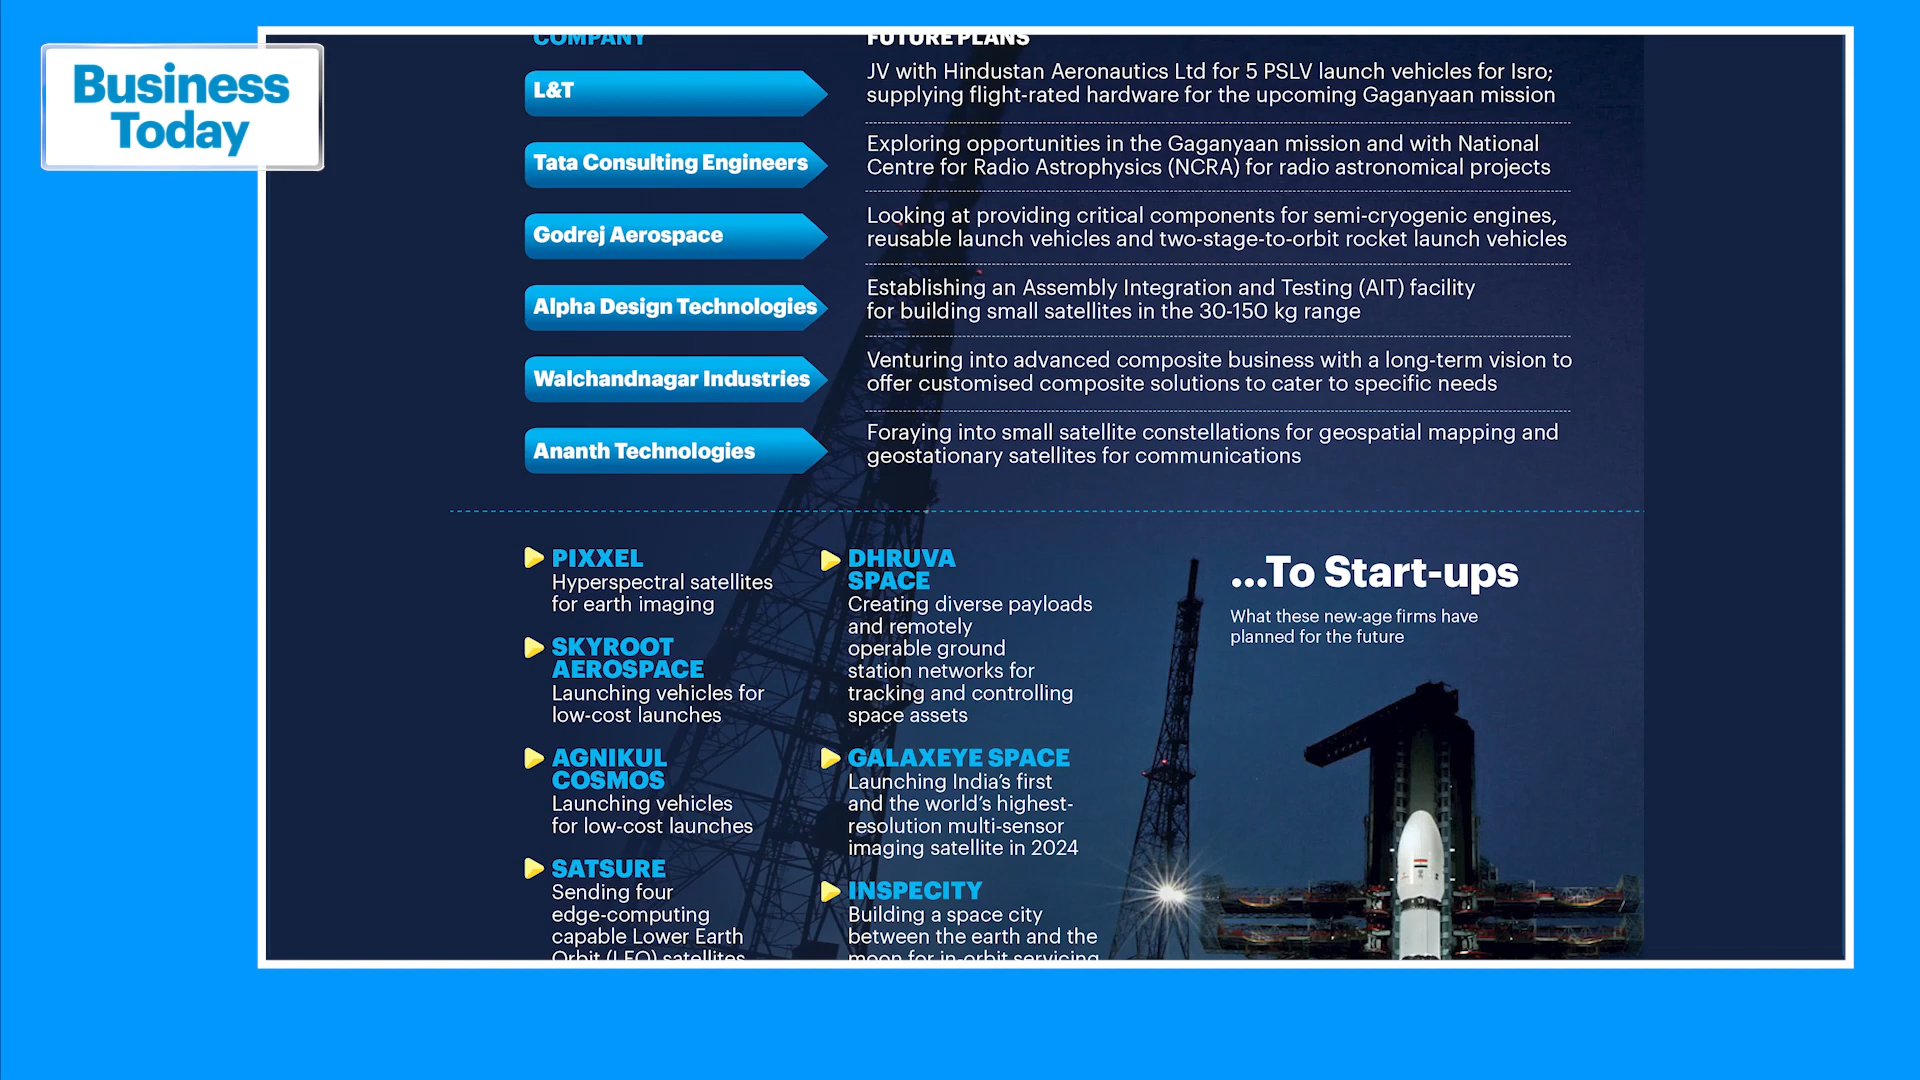 Business
Today
COMPANY
FUTURE PLANS
L&T
JV with Hindustan Aeronautics Ltd for 5 PSLV launch vehicles for Isro;
supplying flight-rated hardware for the upcoming Gaganyaan mission
Tata Consulting Engineers
Exploring opportunities in the Gaganyaan mission and with National
Centre for Radio Astrophysics (NCRA) for radio astronomical projects
Godrej Aerospace
Looking at providing critical components for semi-cryogenic engines,
reusable launch vehicles and two-stage-to-orbit rocket launch vehicles
Alpha Design Technologies
Establishing an Assembly Integration and Testing (AIT) facility
for building small satellites in the 30-150 kg range
Walchandnagar Industries
Venturing into advanced composite business with a long-term vision to
offer customised composite solutions to cater to specific needs
Ananth Technologies
Foraying into small satellite constellations for geospatial mapping and
geostationary satellites for communications
PIXXEL
Hyperspectral satellites
for earth imaging
SKYROOT
AEROSPACE
Launching vehicles for
low-cost launches
AGNIKUL
COSMOS
Launching vehicles
for low-cost launches
SATSURE
Sending four
edge-computing
capable Lower Earth
Orbit (LEO) satellites
DHRUVA
SPACE
Creating diverse payloads
and remotely
operable ground
station networks for
tracking and controlling
space assets
GALAXEYE SPACE
Launching India's first
and the world's highest-
resolution multi-sensor
imaging satellite in 2024
INSPECITY
Building a space city
between the earth and the
moon for in-orbit servicing
...To Start-ups
What these new-age firms have
planned for the future